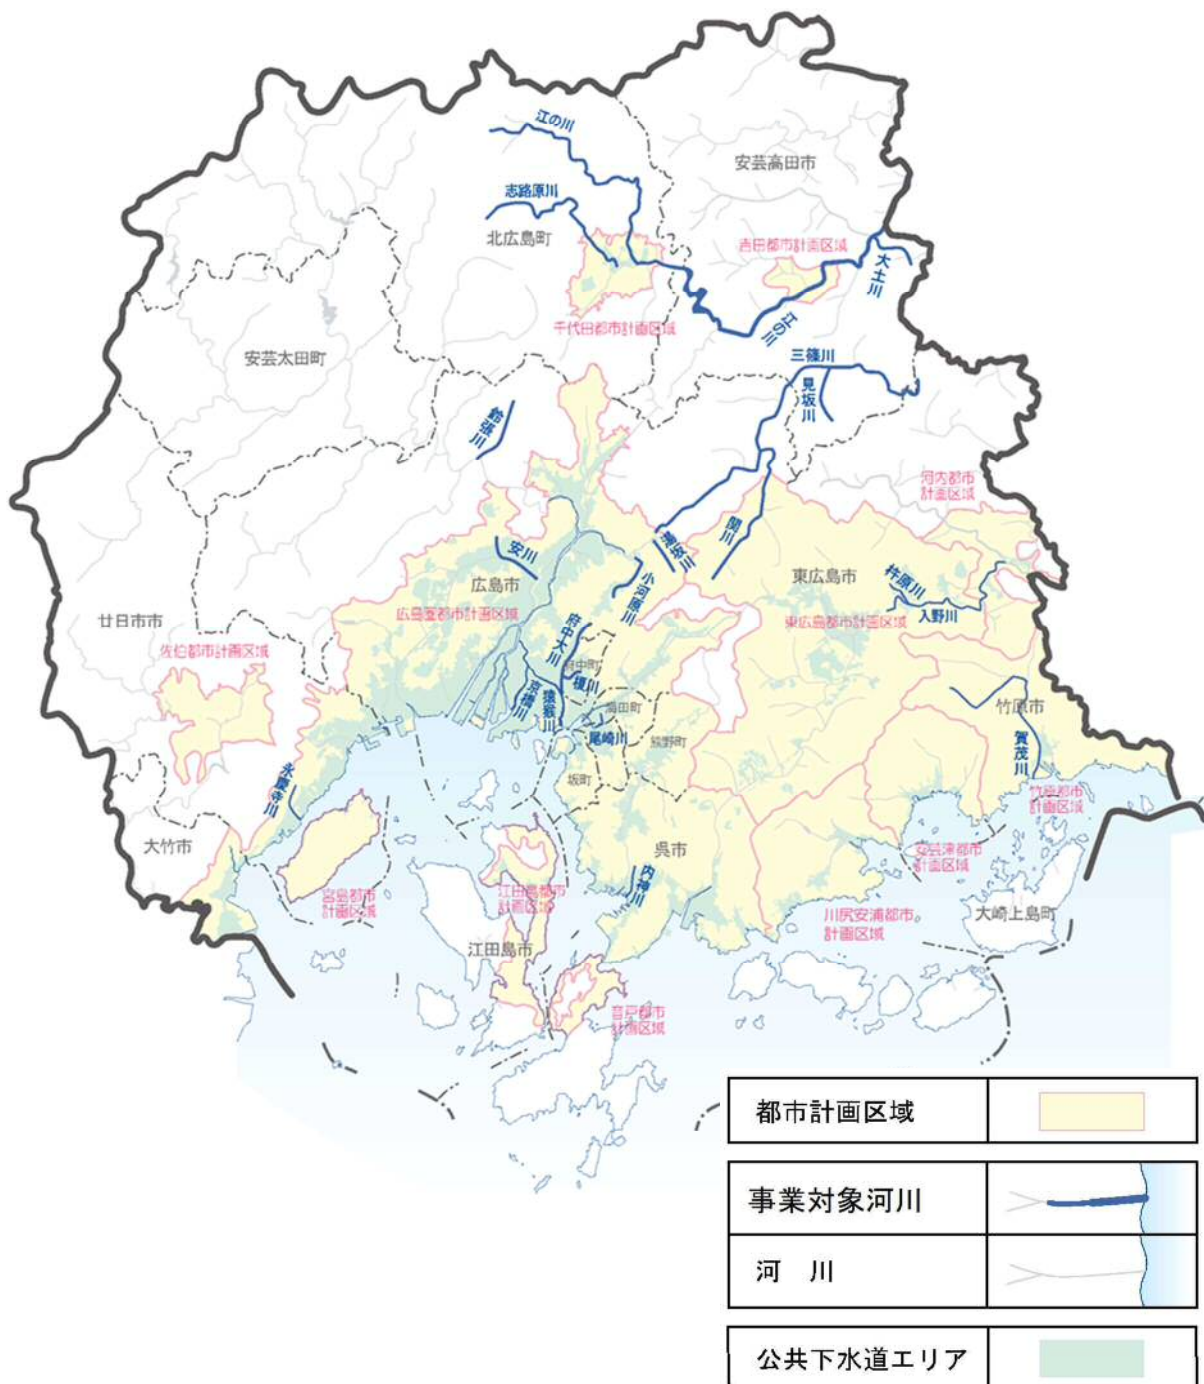 江の川
安芸高田市
志路原川
北広島町
吉田都市計画区域
大土川
千代田都市計画区域
江の川
安芸太田町
三篠川
見坂川
鈴張川
河内都市
計画区域
関川
湯坂川
安川
広島市
小河原川
東広島市
杵原川
入野川
廿日市市
広島圏都市計画区域
府中大川
東広島都市計画区域
佐伯都市計画区域
府中町
榎川
京橋川
猿猴川
海田町
竹原市
尾崎川
熊野町
賀茂川
永慶寺川
坂町
竹原都市
計画区域
大竹市
呉市
安芸津都市
計画区域
内神川
宮島都市
計画区域
江田島都市
計画区域
川尻安浦都市
計画区域
大崎上島町
江田島市
音戸都市
計画区域
都市計画区域
事業対象河川
河 川
公共下水道エリア